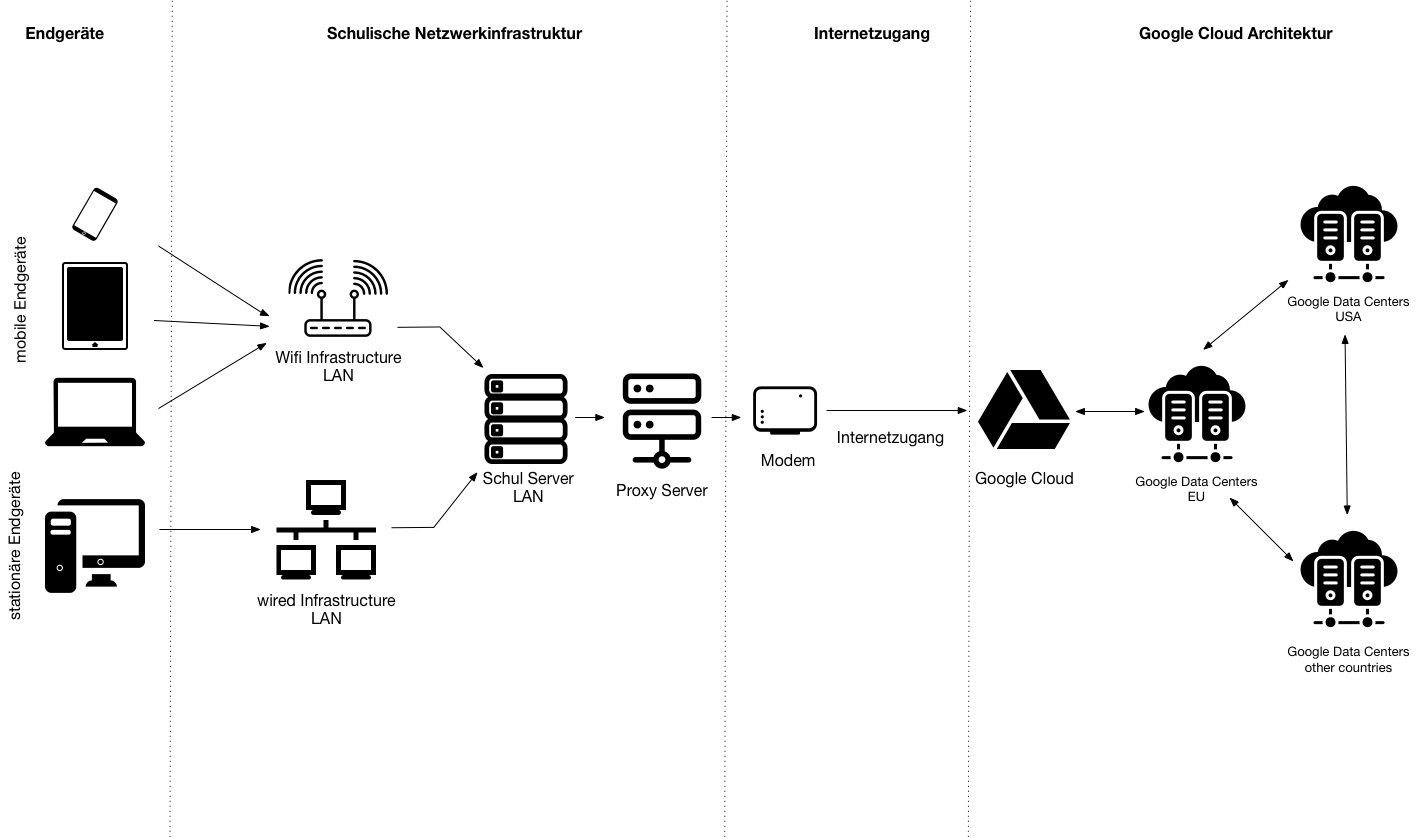 Endgeräte
Schulische Netzwerkinfrastruktur
Internetzugang
Google Cloud Architektur
mobile Endgeräte
stationäre Endgeräte
Wifi Infrastructure
LAN
wired Infrastructure
LAN
Schul Server
LAN
Proxy Server
Modem
Internetzugang
Google Cloud
Google Data Centers
EU
Google Data Centers
USA
Google Data Centers
other countries